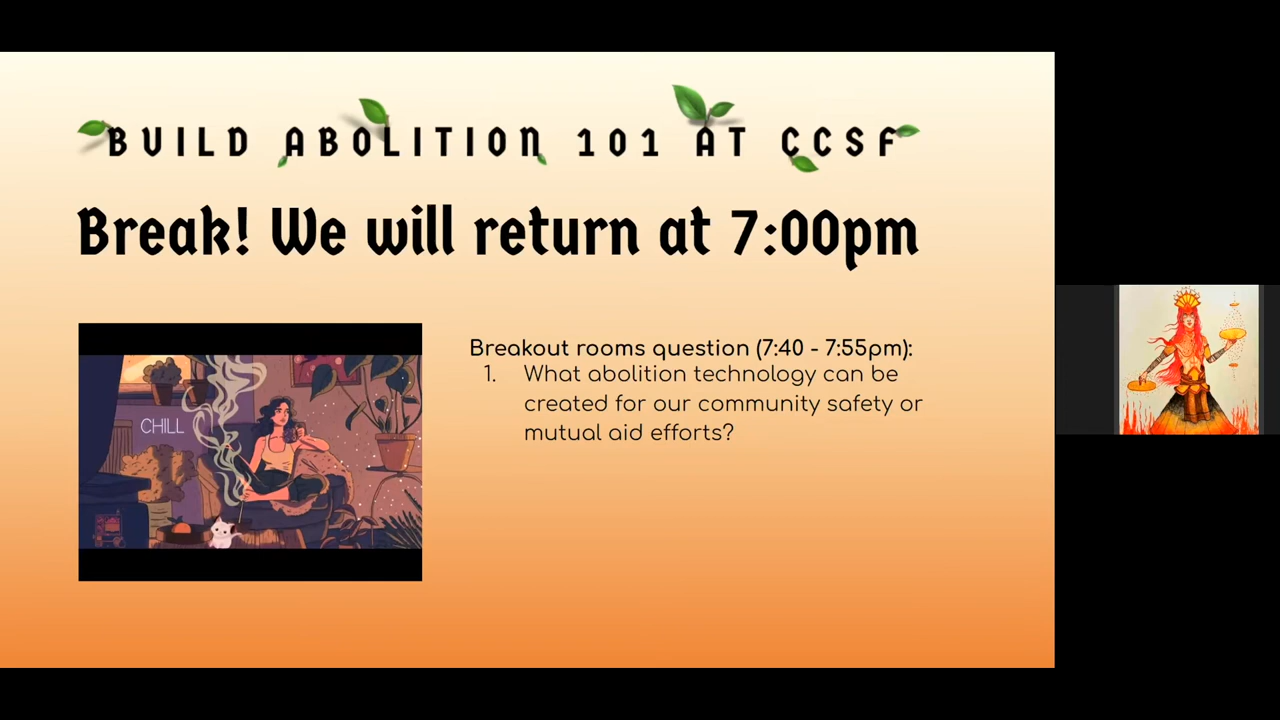 BUILD ABOLITION 101 AT CCSF
Break! We will return at 7:00pm
Breakout rooms question (7:40 - 7:55pm):
1. What abolition technology can be
created for our community safety or
mutual aid efforts?
CHILL